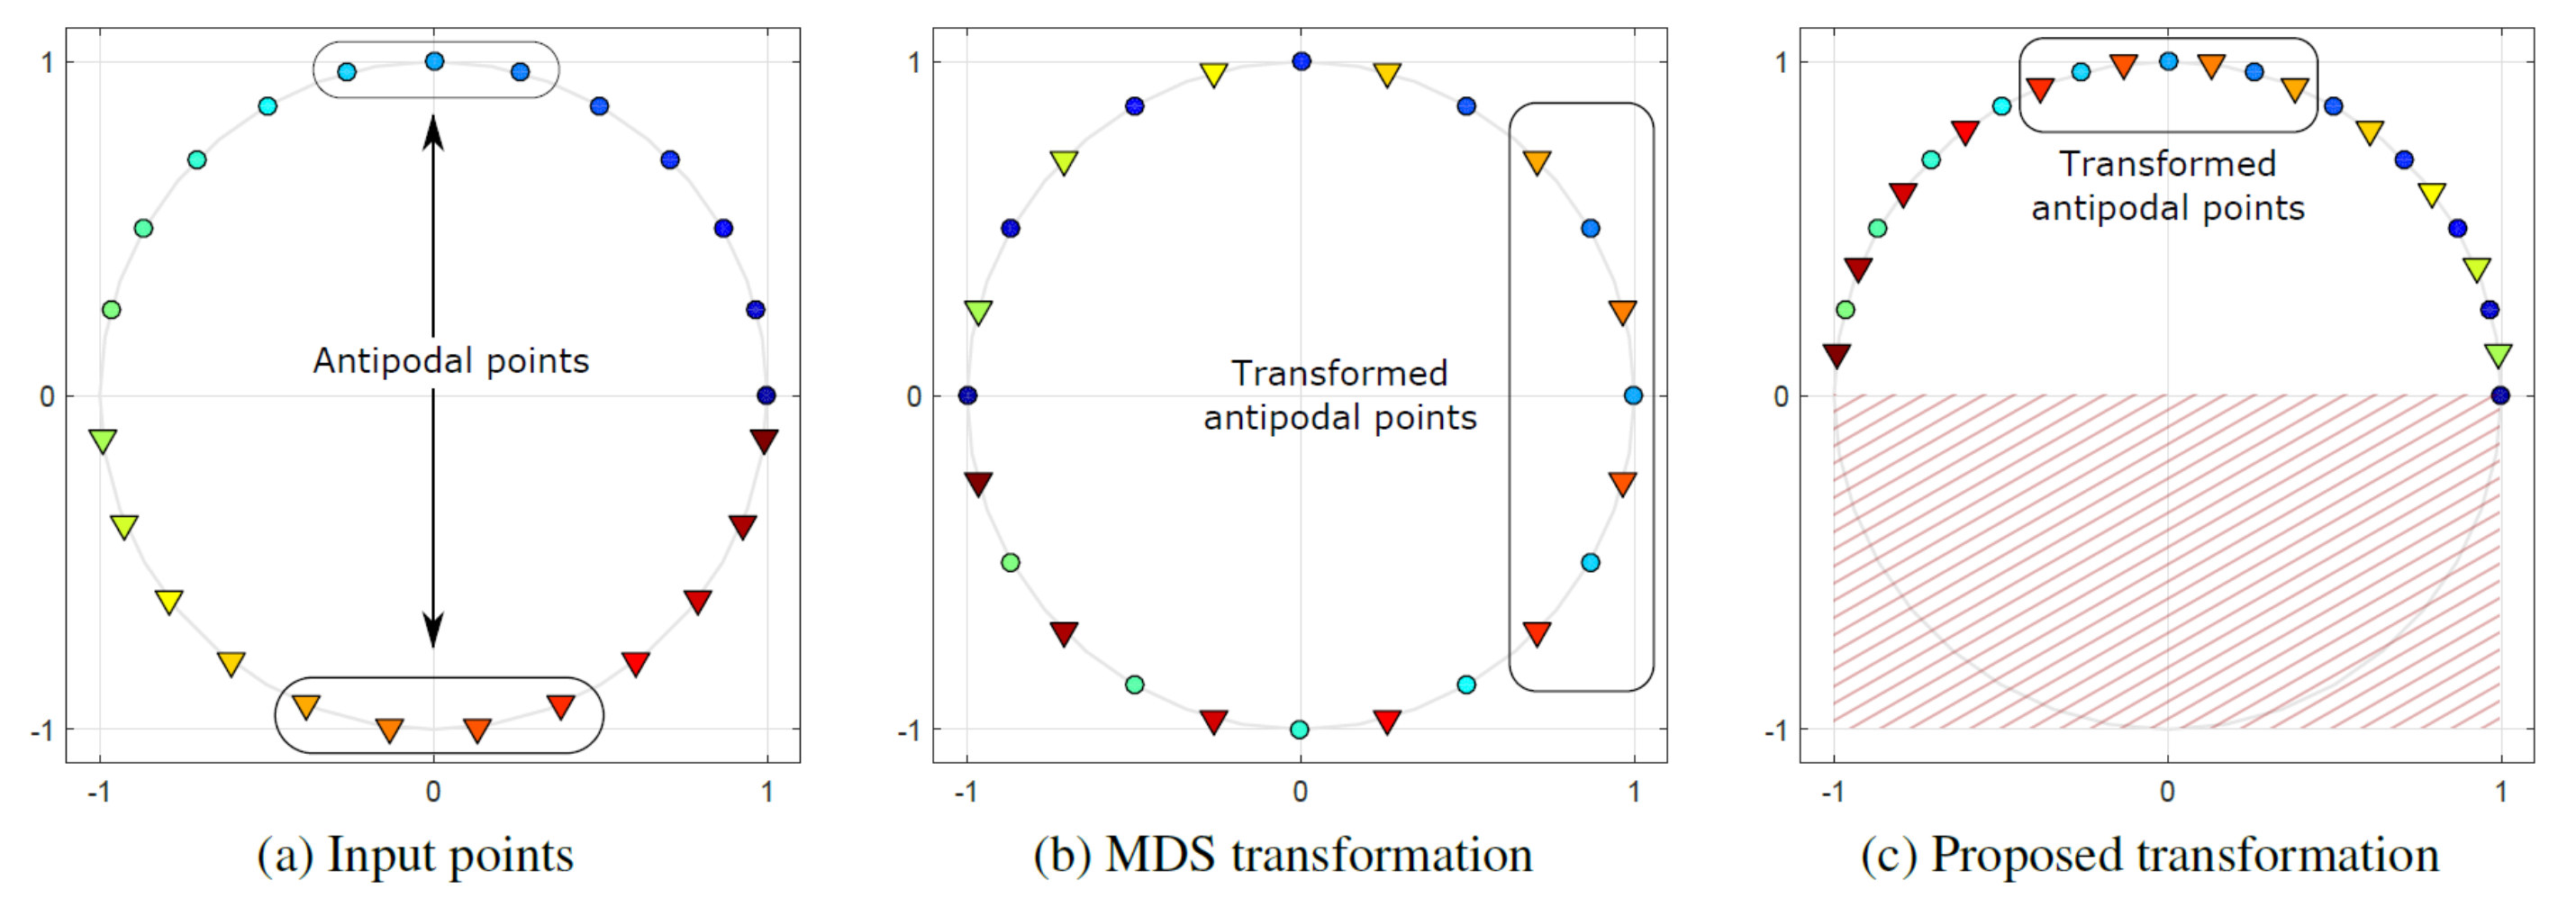 1
0
-1
-1
0
1
Antipodal points
(a) Input points
1
0
-1
-1
0
1
Transformed
antipodal points
(b) MDS transformation
1
0
-1
-1
0
1
Transformed
antipodal points
(c) Proposed transformation